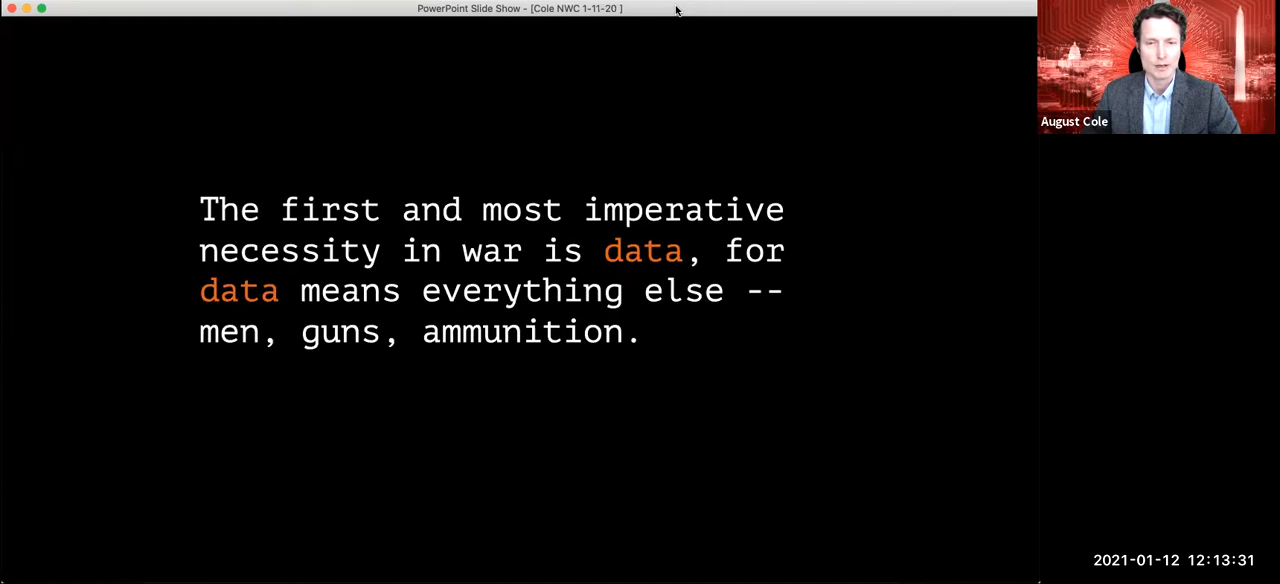 PowerPoint Slide Show - [Cole NWC 1-11-20 ]
August Cole
The first and most imperative
necessity in war is data, for
data means everything else --
men, guns, ammunition.
2021-01-12 12:13:31